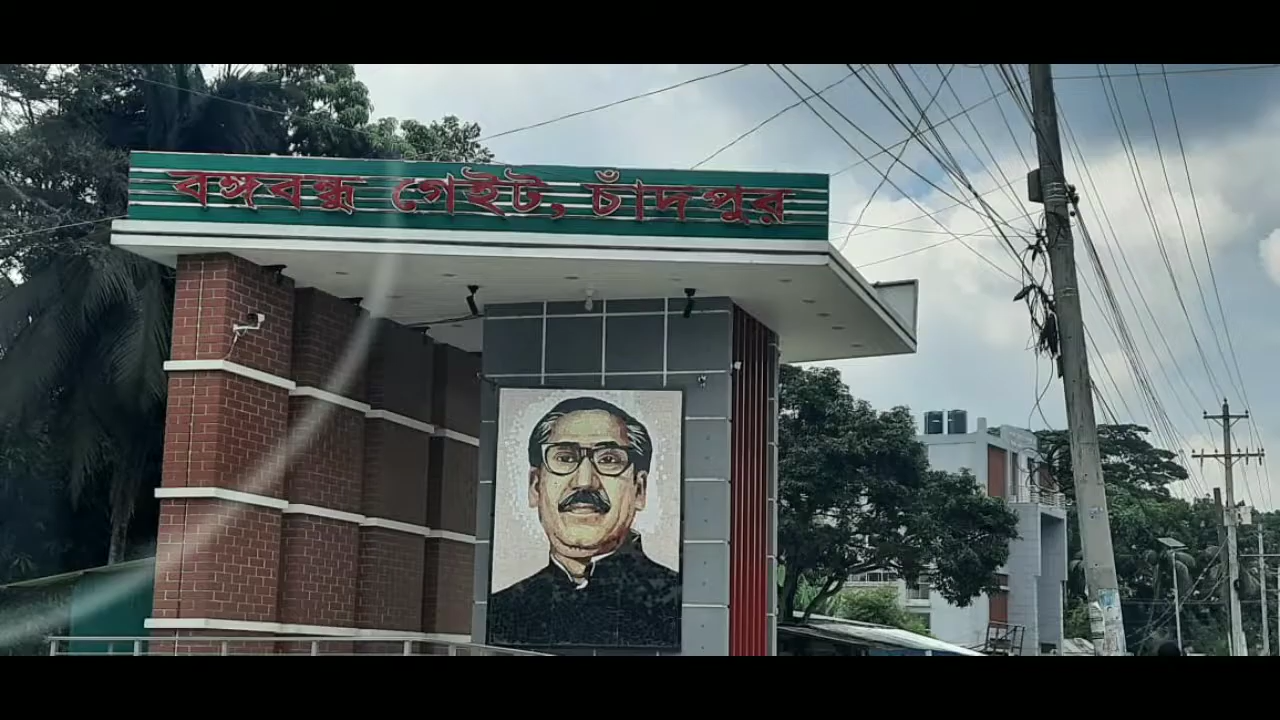 বঙ্গবন্ধু গেইট, চাঁদপুর